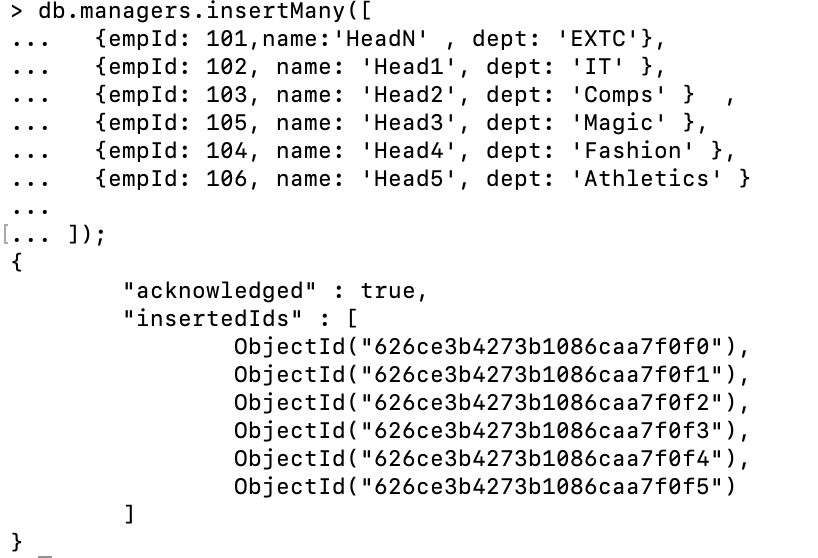 > db.managers.insertMany([
...   {empId: 101,name:'HeadN' , dept: 'EXTC'},
...   {empId: 102, name: 'Head1', dept: 'IT' },
...   {empId: 103, name: 'Head2', dept: 'Comps' }  ,
...   {empId: 105, name: 'Head3', dept: 'Magic' },
...   {empId: 104, name: 'Head4', dept: 'Fashion' },
...   {empId: 106, name: 'Head5', dept: 'Athletics' }
...
[... ]);
{
        "acknowledged" : true,
        "insertedIds" : [
                ObjectId("626ce3b4273b1086caa7f0f0"),
                ObjectId("626ce3b4273b1086caa7f0f1"),
                ObjectId("626ce3b4273b1086caa7f0f2"),
                ObjectId("626ce3b4273b1086caa7f0f3"),
                ObjectId("626ce3b4273b1086caa7f0f4"),
                ObjectId("626ce3b4273b1086caa7f0f5")
        ]
}